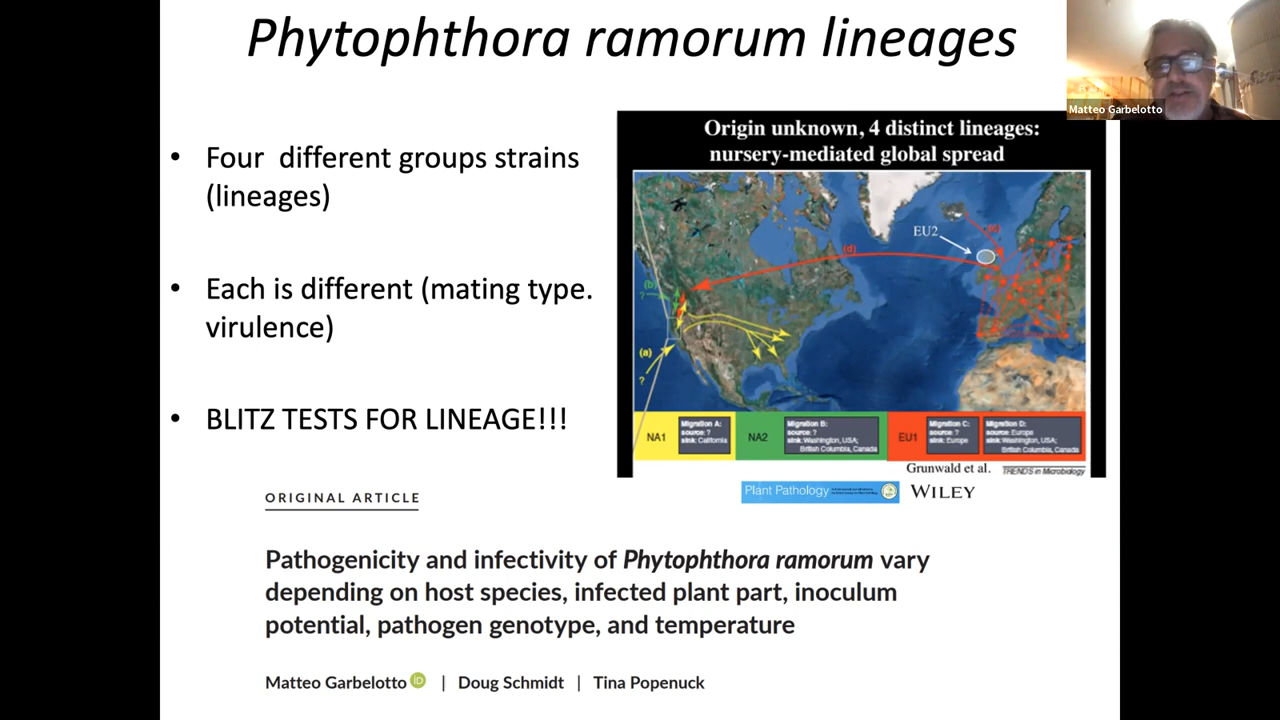 Phytophthora ramorum lineages
Matteo Garbelotto
• Four different groups strains
(lineages)
• Each is different (mating type.
virulence)
• BLITZ TESTS FOR LINEAGE!!!
Origin unknown, 4 distinct lineages:
nursery-mediated global spread
EU2
(d)
(b)
?
(a)
?
NA1
Migration A:
source: ?
sink: California
NA2
Migration B:
source: ?
sink: Washington, USA;
British Columbia, Canada
EU1
Migration C:
source: ?
sink: Europe
Migration D:
source: Europe
sink: Washington, USA;
British Columbia, Canada
Grunwald et al.
TRENDS in Microbiology
Plant Pathology
WILEY
ORIGINAL ARTICLE
Pathogenicity and infectivity of Phytophthora ramorum vary
depending on host species, infected plant part, inoculum
potential, pathogen genotype, and temperature
Matteo Garbelotto iD | Doug Schmidt | Tina Popenuck